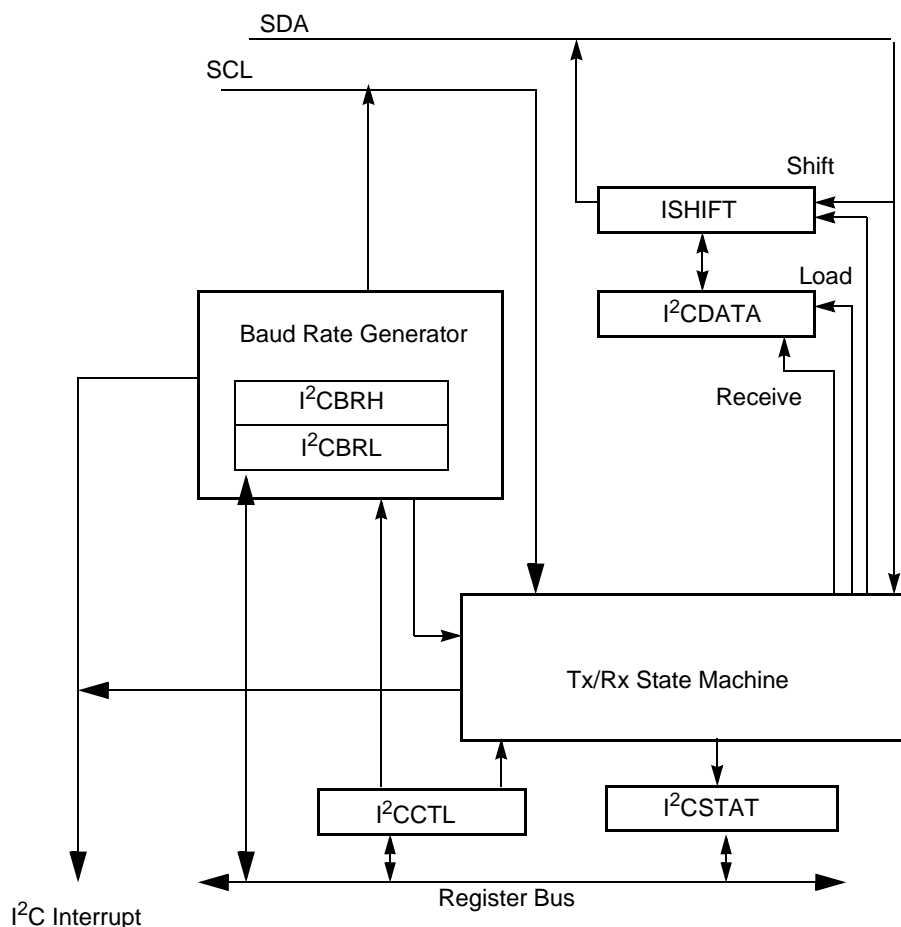 SDA
SCL
Shift
ISHIFT
Load
I²CDATA
Baud Rate Generator
I²CBRH
Receive
I²CBRL
Tx/Rx State Machine
I²CCTL
I²CSTAT
Register Bus
I²C Interrupt